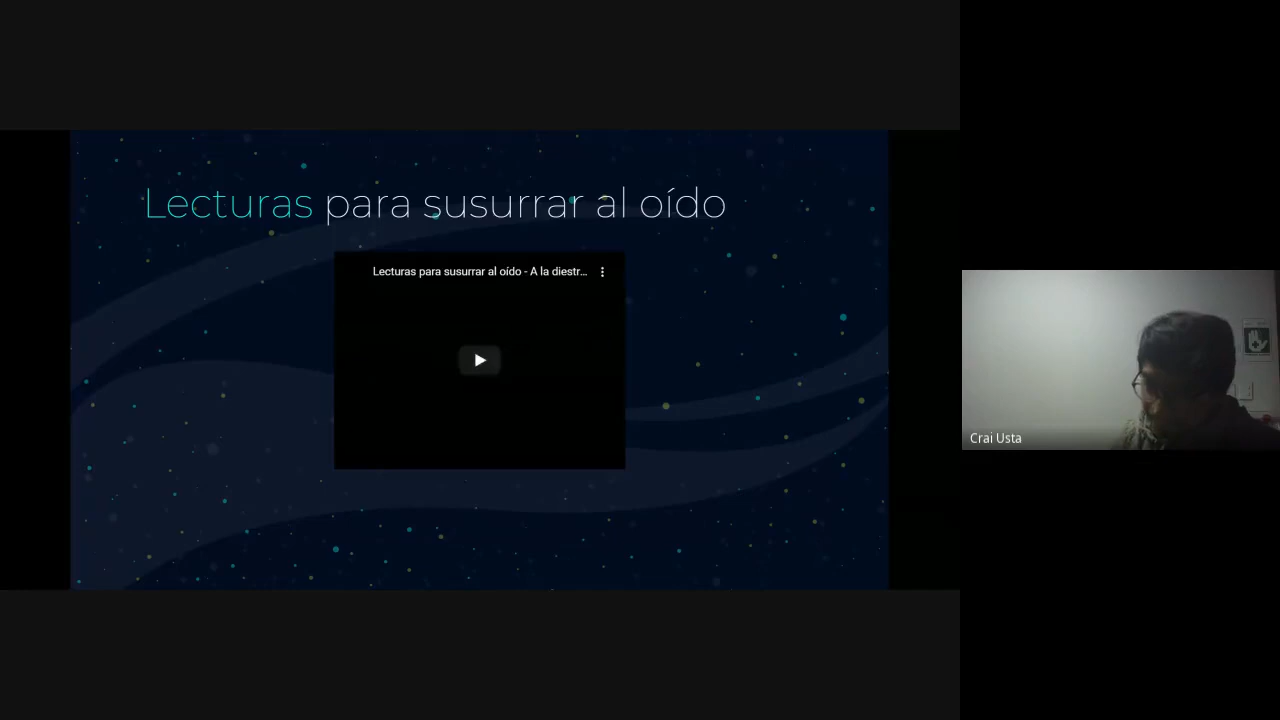 Lecturas para susurrar al oído
Lecturas para susurrar al oído - A la diestr...
Crai Usta